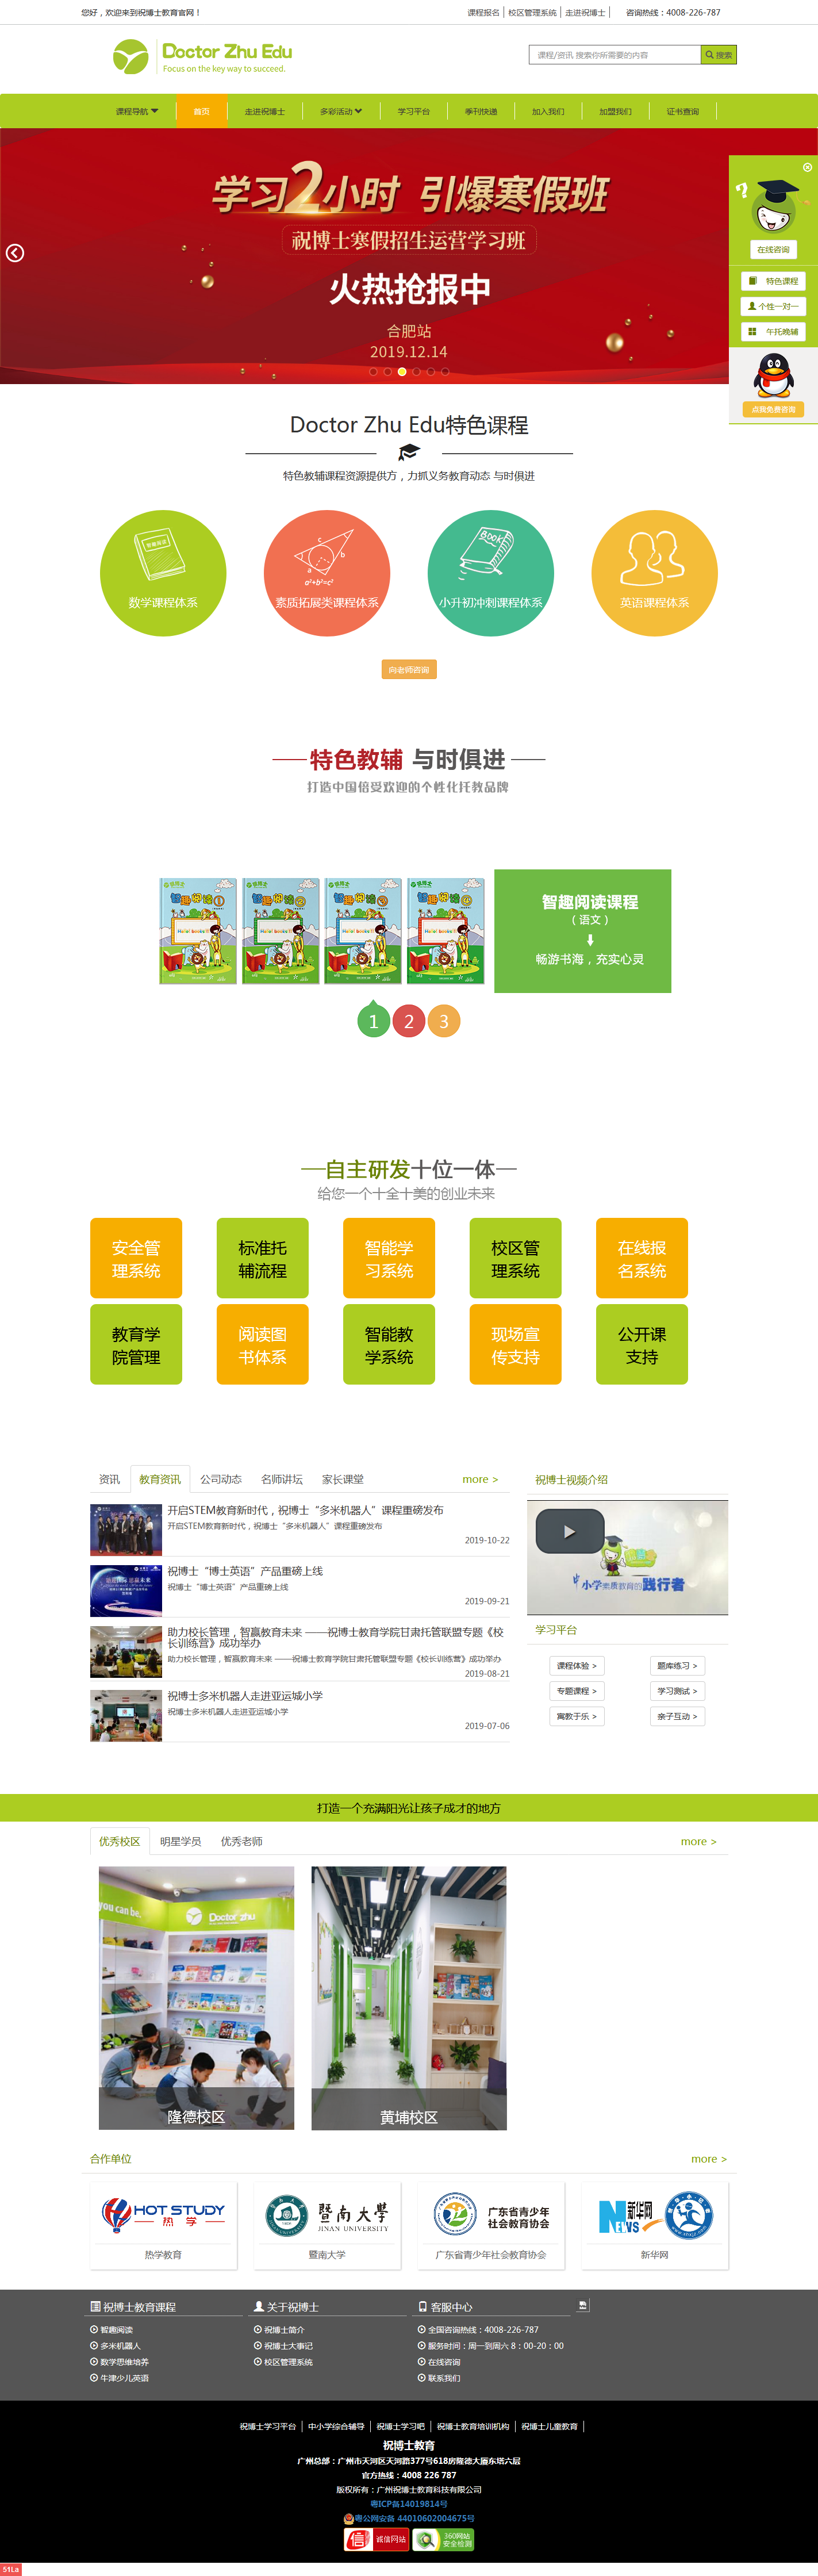 您好，欢迎来到祝博士教育官网！
课程报名 校区管理系统 走进祝博士 咨询热线：4008-226-787
Doctor Zhu Edu
Focus on the key way to succeed.
课程/资讯 搜索你所需要的内容 搜索
课程导航 首页 走进祝博士 多彩活动 学习平台 季刊快递 加入我们 加盟我们 证书查询
学习2小时 引爆寒假班
祝博士寒假招生运营学习班
火热抢报中
合肥站
2019.12.14
在线咨询
特色课程
个性一对一
午托晚辅
点我免费咨询
Doctor Zhu Edu特色课程
特色教辅课程资源提供方，力抓义务教育动态 与时俱进
数学课程体系 素质拓展类课程体系 小升初冲刺课程体系 英语课程体系
向老师咨询
特色教辅 与时俱进
打造中国倍受欢迎的个性化托教品牌
智趣阅读课程
（语文）
畅游书海，充实心灵
1 2 3
自主研发十位一体
给您一个十全十美的创业未来
安全管理系统 标准托辅流程 智能学习系统 校区管理系统 在线报名系统
教育学院管理 阅读图书体系 智能教学系统 现场宣传支持 公开课支持
资讯 教育资讯 公司动态 名师讲坛 家长课堂 more >
开启STEM教育新时代，祝博士“多米机器人”课程重磅发布
开启STEM教育新时代，祝博士“多米机器人”课程重磅发布
2019-10-22
祝博士“博士英语”产品重磅上线
祝博士“博士英语”产品重磅上线
2019-09-21
助力校长管理，智赢教育未来 ——祝博士教育学院甘肃托管联盟专题《校
长训练营》成功举办
助力校长管理，智赢教育未来 ——祝博士教育学院甘肃托管联盟专题《校长训练营》成功举办
2019-08-21
祝博士多米机器人走进亚运城小学
祝博士多米机器人走进亚运城小学
2019-07-06
祝博士视频介绍
中小学素质教育的践行者
学习平台
课程体验 > 题库练习 >
专题课程 > 学习测试 >
寓教于乐 > 亲子互动 >
打造一个充满阳光让孩子成才的地方
优秀校区 明星学员 优秀老师 more >
you can be.
Doctor zhu
隆德校区 黄埔校区
合作单位 more >
HOT STUDY
热 学
暨南大學
JINAN UNIVERSITY
广东省青少年
社会教育协会
新华网
NEWS
热学教育 暨南大学 广东省青少年社会教育协会 新华网
祝博士教育课程
智趣阅读
多米机器人
数学思维培养
牛津少儿英语
关于祝博士
祝博士简介
祝博士大事记
校区管理系统
客服中心
全国咨询热线：4008-226-787
服务时间：周一到周六 8：00-20：00
在线咨询
联系我们
祝博士学习平台 中小学综合辅导 祝博士学习吧 祝博士教育培训机构 祝博士儿童教育
祝博士教育
广州总部：广州市天河区天河路377号618房隆德大厦东塔六层
官方热线：4008 226 787
版权所有：广州祝博士教育科技有限公司
粤ICP备14019814号
粤公网安备 44010602004675号
信 诚信网站 360网站
安全检测
51La